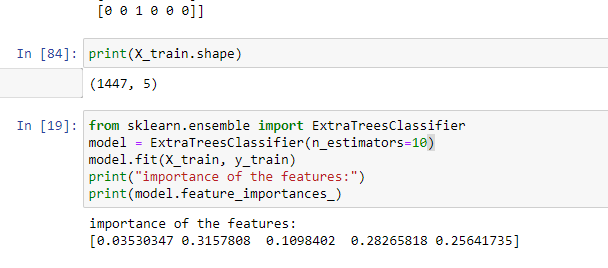 [0 0 1 0 0 0]]
In [84]: print(X_train.shape)
(1447, 5)
In [19]: from sklearn.ensemble import ExtraTreesClassifier
model = ExtraTreesClassifier(n_estimators=10)
model.fit(X_train, y_train)
print("importance of the features:")
print(model.feature_importances_)
importance of the features:
[0.03530347 0.3157808  0.1098402  0.28265818 0.25641735]